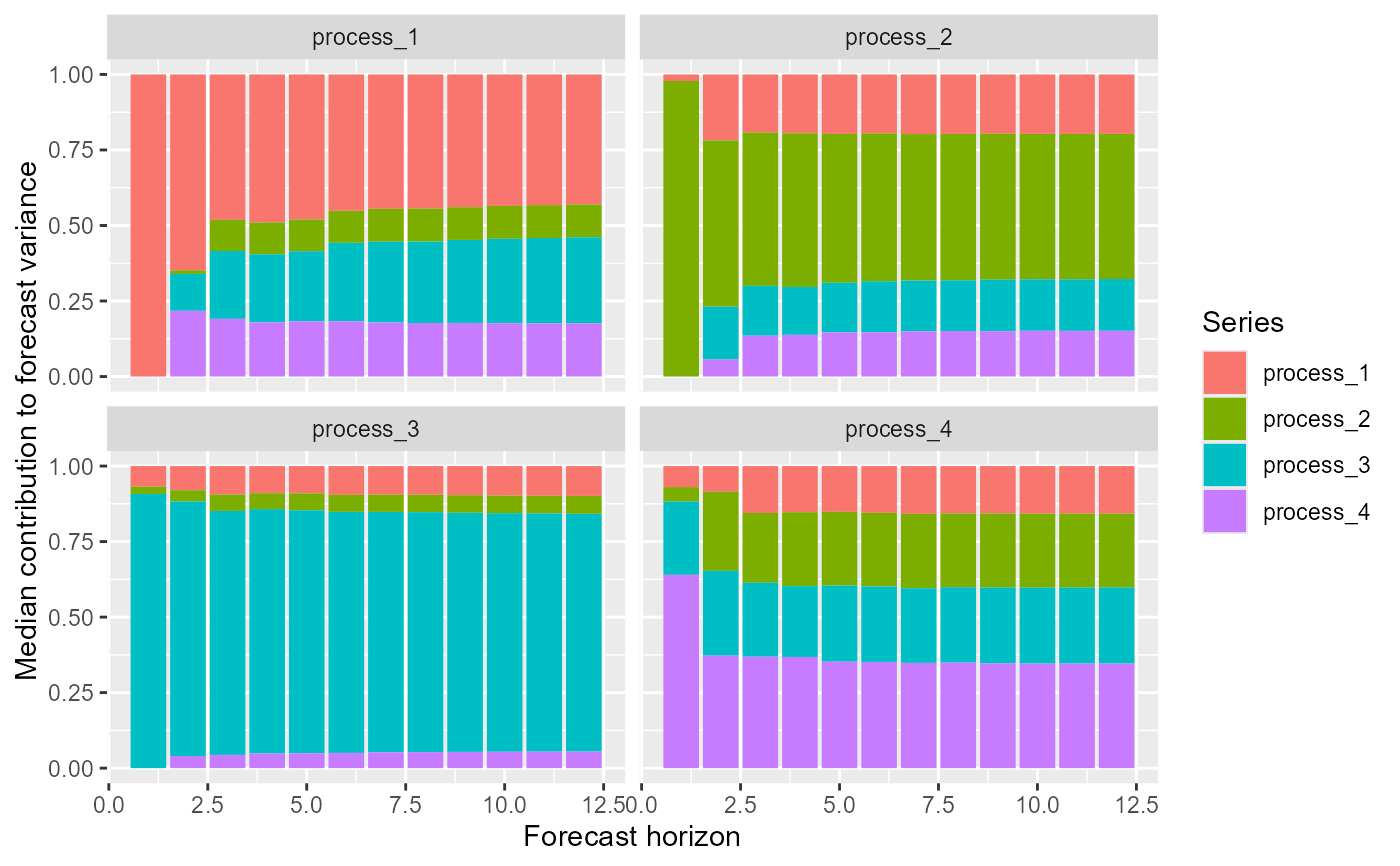 process_1
process_2
1.00
0.75
0.50
0.25
0.00
process_3
process_4
1.00
0.75
0.50
0.25
0.00
0.0 2.5 5.0 7.5 10.0 12.5
0.0 2.5 5.0 7.5 10.0 12.5
Forecast horizon
Median contribution to forecast variance
Series
process_1
process_2
process_3
process_4